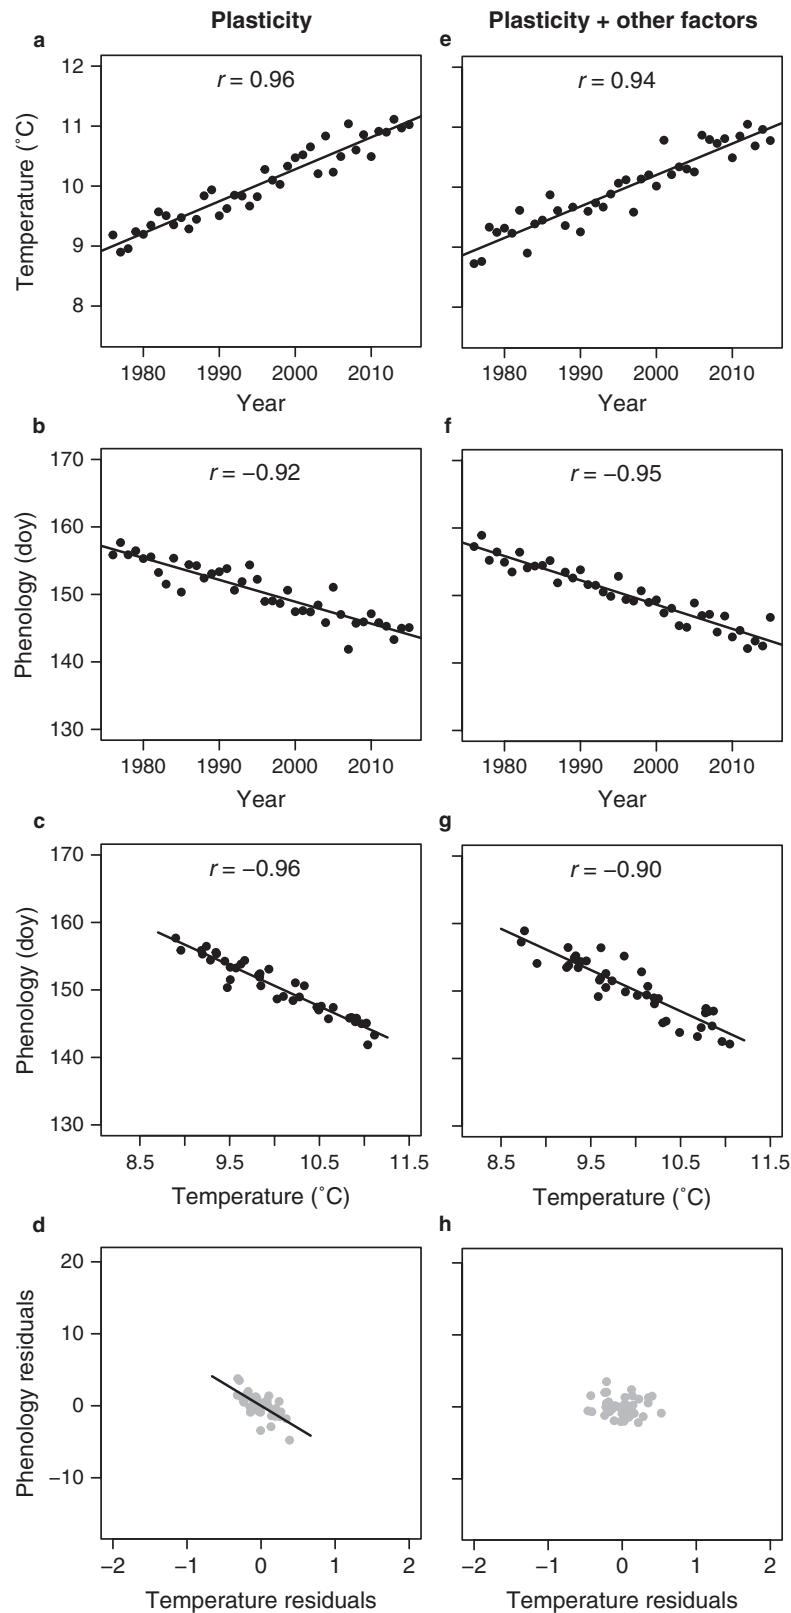 Plasticity
Plasticity + other factors
a
e
r = 0.96
r = 0.94
12
11
10
9
8
Temperature (˚C)
1980 1990 2000 2010
Year
1980 1990 2000 2010
Year
b
f
r = −0.92
r = −0.95
170
160
150
140
130
Phenology (doy)
1980 1990 2000 2010
Year
1980 1990 2000 2010
Year
c
g
r = −0.96
r = −0.90
170
160
150
140
130
Phenology (doy)
8.5 9.5 10.5 11.5
Temperature (˚C)
8.5 9.5 10.5 11.5
Temperature (˚C)
d
h
20
10
0
−10
Phenology residuals
−2 −1 0 1 2
Temperature residuals
−2 −1 0 1 2
Temperature residuals